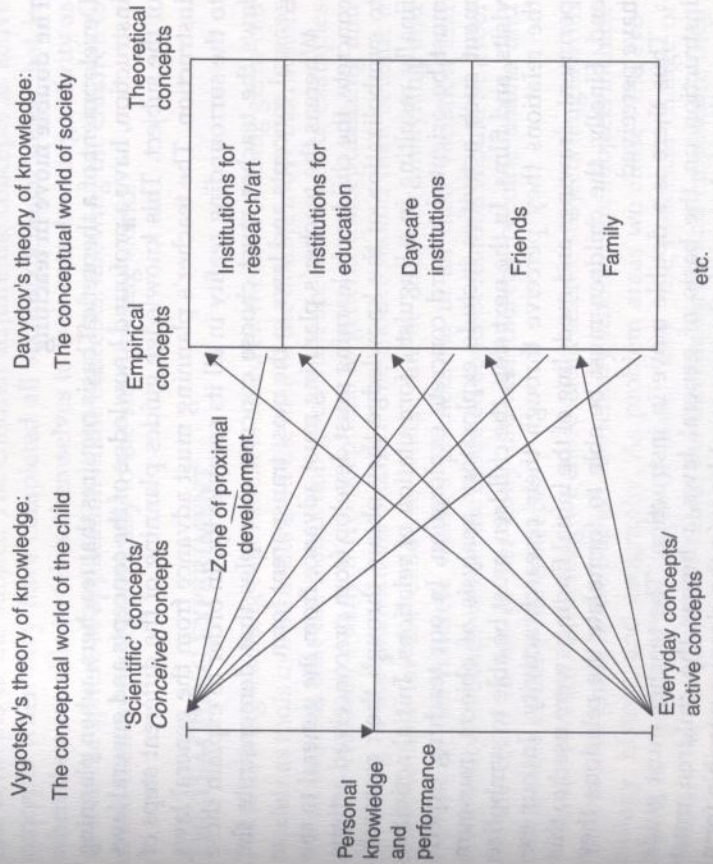 Vygotsky's theory of knowledge:
The conceptual world of the child
Davydov's theory of knowledge:
The conceptual world of society
'Scientific' concepts/
Conceived concepts
Empirical
concepts
Theoretical
concepts
Zone of proximal
development
Personal
knowledge
and
performance
Everyday concepts/
active concepts
Institutions for
research/art
Institutions for
education
Daycare
institutions
Friends
Family
etc.